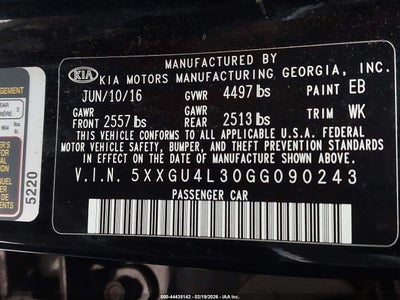 MANUFACTURED BY
KIA KIA MOTORS MANUFACTURING GEORGIA, INC.
JUN/10/16 GVWR 4497 lbs PAINT EB
GAWR FRONT 2557 lbs GAWR REAR 2513 lbs TRIM WK
THIS VEHICLE CONFORMS TO ALL APPLICABLE U.S.A. FEDERAL
MOTOR VEHICLE SAFETY, BUMPER, AND THEFT PREVENTION STANDARDS
IN EFFECT ON THE DATE OF MANUFACTURE SHOWN ABOVE.
V.I.N. 5XXGU4L30GG090243
PASSENGER CAR
5220
000-44435142 - 02/19/2026 - IAA Inc.